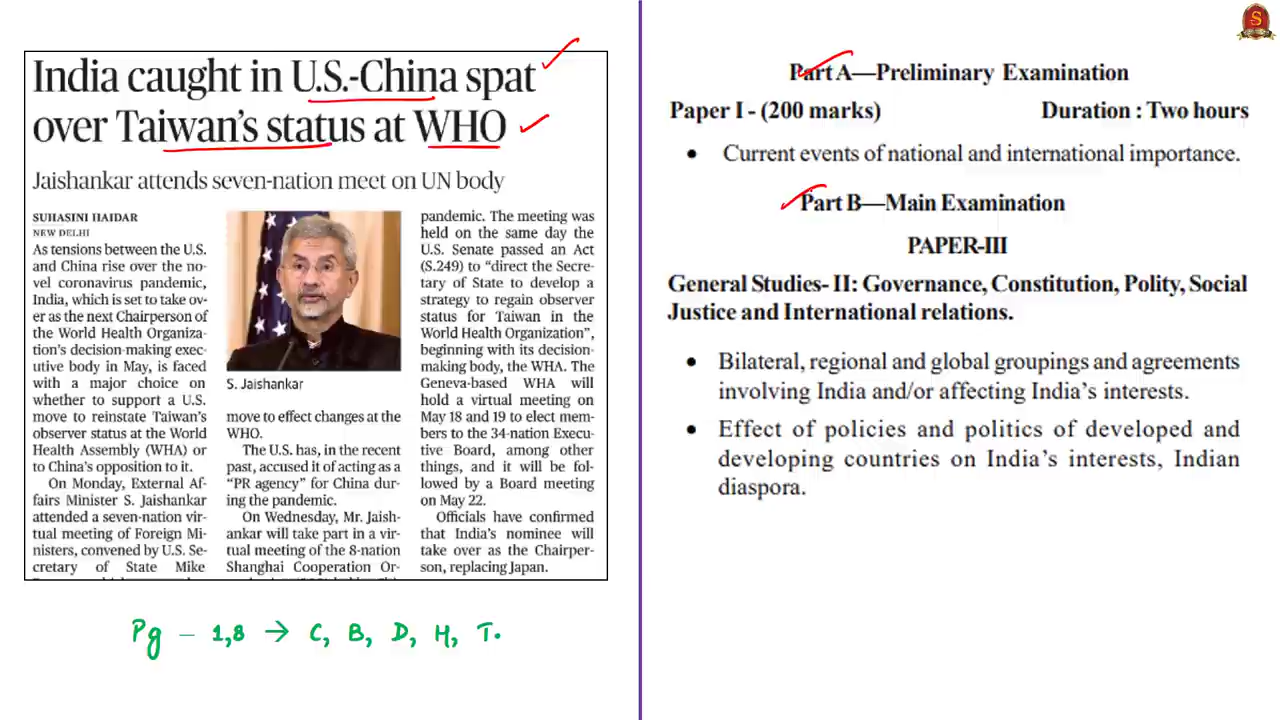 India caught in U.S.-China spat
over Taiwan's status at WHO
Jaishankar attends seven-nation meet on UN body
SUHASINI HAIDAR
NEW DELHI
As tensions between the U.S.
and China rise over the no-
vel coronavirus pandemic,
India, which is set to take ov-
er as the next Chairperson of
the World Health Organiza-
tion's decision-making exec-
utive body in May, is faced
with a major choice on
whether to support a U.S.
move to reinstate Taiwan's
observer status at the World
Health Assembly (WHA) or
to China's opposition to it.
On Monday, External Af-
fairs Minister S. Jaishankar
attended a seven-nation vir-
tual meeting of Foreign Mi-
nisters, convened by U.S. Se-
cretary of State Mike
S. Jaishankar
move to effect changes at the
WHO.
The U.S. has, in the recent
past, accused it of acting as a
"PR agency" for China dur-
ing the pandemic.
On Wednesday, Mr. Jaish-
ankar will take part in a vir-
tual meeting of the 8-nation
Shanghai Cooperation Or-
pandemic. The meeting was
held on the same day the
U.S. Senate passed an Act
(S.249) to "direct the Secre-
tary of State to develop a
strategy to regain observer
status for Taiwan in the
World Health Organization",
beginning with its decision-
making body, the WHA. The
Geneva-based WHA will
hold a virtual meeting on
May 18 and 19 to elect mem-
bers to the 34-nation Execu-
tive Board, among other
things, and it will be fol-
lowed by a Board meeting
on May 22.
Officials have confirmed
that India's nominee will
take over as the Chairper-
son, replacing Japan.
Pg – 1,8 → C, B, D, H, T.
Part A—Preliminary Examination
Paper I - (200 marks) Duration : Two hours
• Current events of national and international importance.
Part B—Main Examination
PAPER-III
General Studies- II: Governance, Constitution, Polity, Social
Justice and International relations.
• Bilateral, regional and global groupings and agreements
involving India and/or affecting India's interests.
• Effect of policies and politics of developed and
developing countries on India's interests, Indian
diaspora.